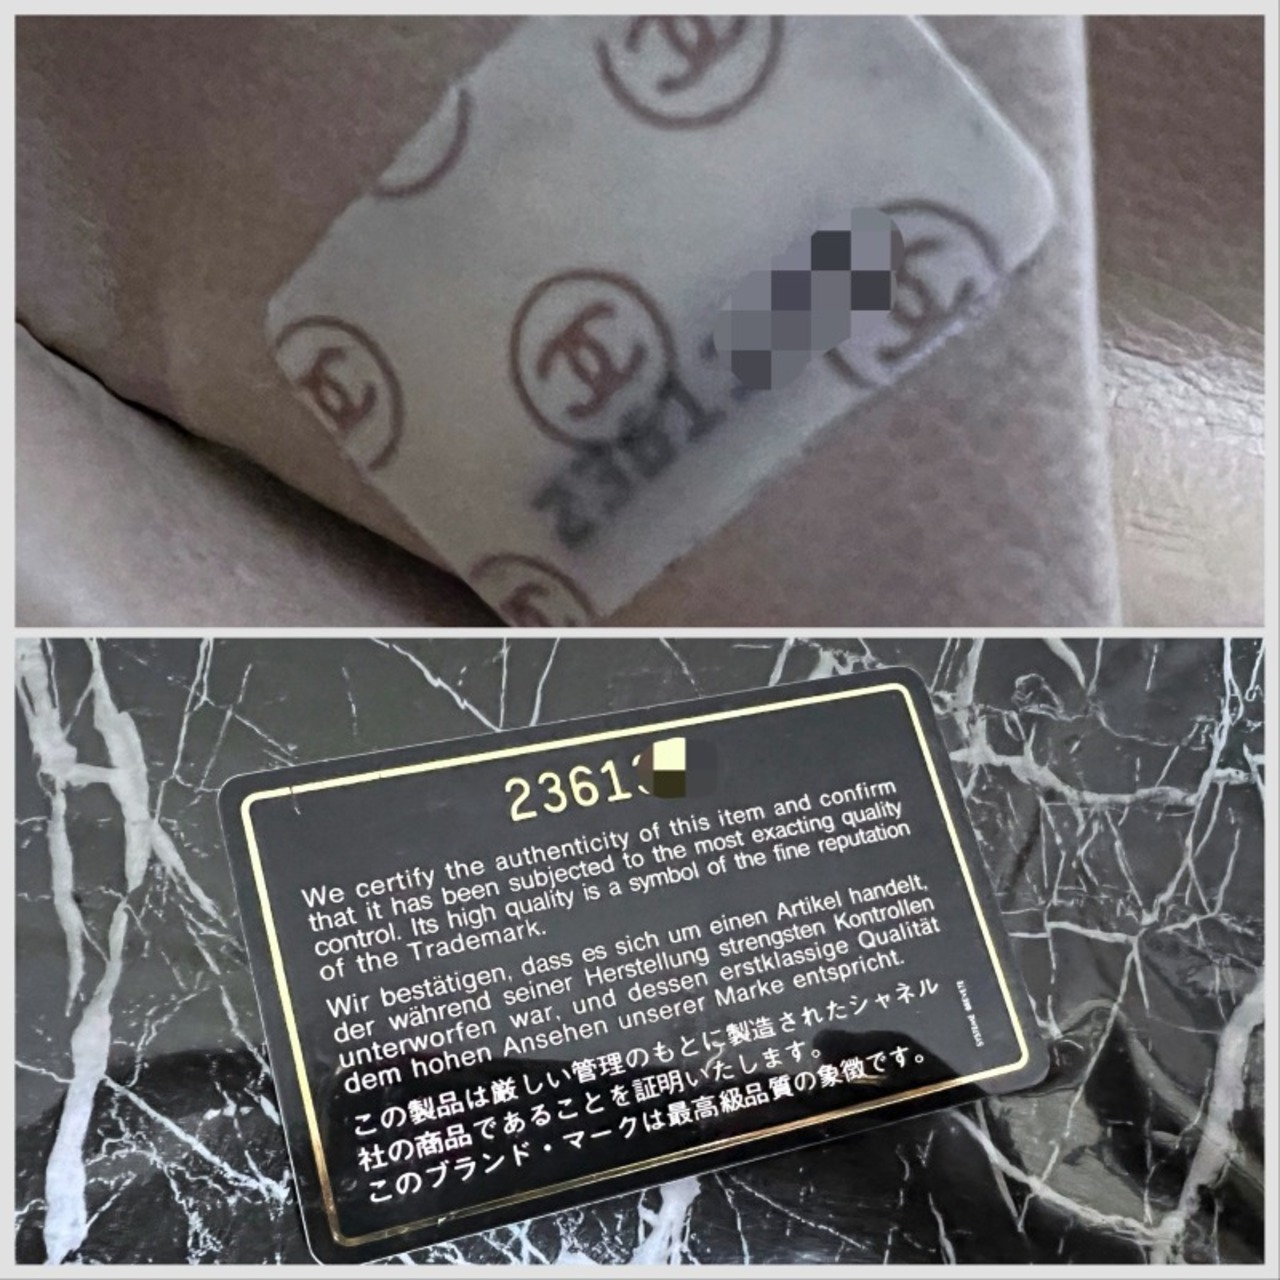 2361
23613
We certify the authenticity of this item and confirm
that it has been subjected to the most exacting quality
control. Its high quality is a symbol of the fine reputation
of the Trademark.
Wir bestätigen, dass es sich um einen Artikel handelt,
der während seiner Herstellung strengsten Kontrollen
unterworfen war, und dessen erstklassige Qualität
dem hohen Ansehen unserer Marke entspricht.
この製品は厳しい管理のもとに製造されたシャネル
社の商品であることを証明いたします。
このブランド・マークは最高級品質の象徴です。